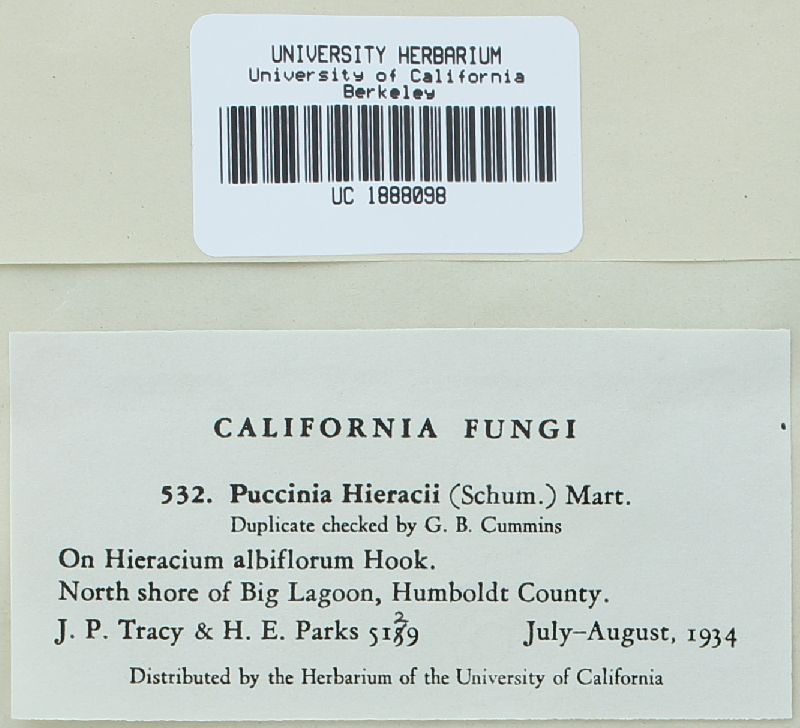 UNIVERSITY HERBARIUM
University of California
Berkeley
UC 1888098
CALIFORNIA FUNGI
532. Puccinia Hieracii (Schum.) Mart.
Duplicate checked by G. B. Cummins
On Hieracium albiflorum Hook.
North shore of Big Lagoon, Humboldt County.
J. P. Tracy & H. E. Parks 5129 July–August, 1934
Distributed by the Herbarium of the University of California